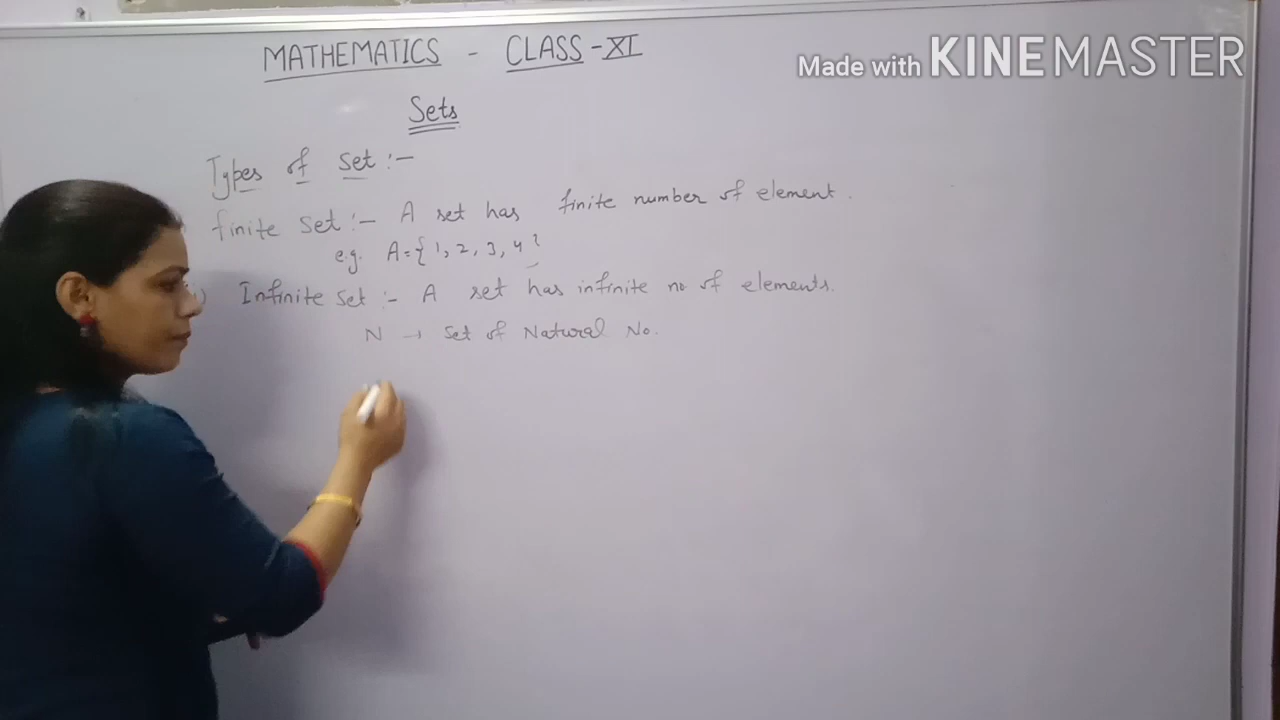 MATHEMATICS - CLASS-XI
Made with KINEMASTER
Sets
Types of set :-
finite set :- A set has finite number of element.
e.g. A={1, 2, 3, 4}
) Infinite set :- A set has infinite no of elements.
N → Set of Natural No.